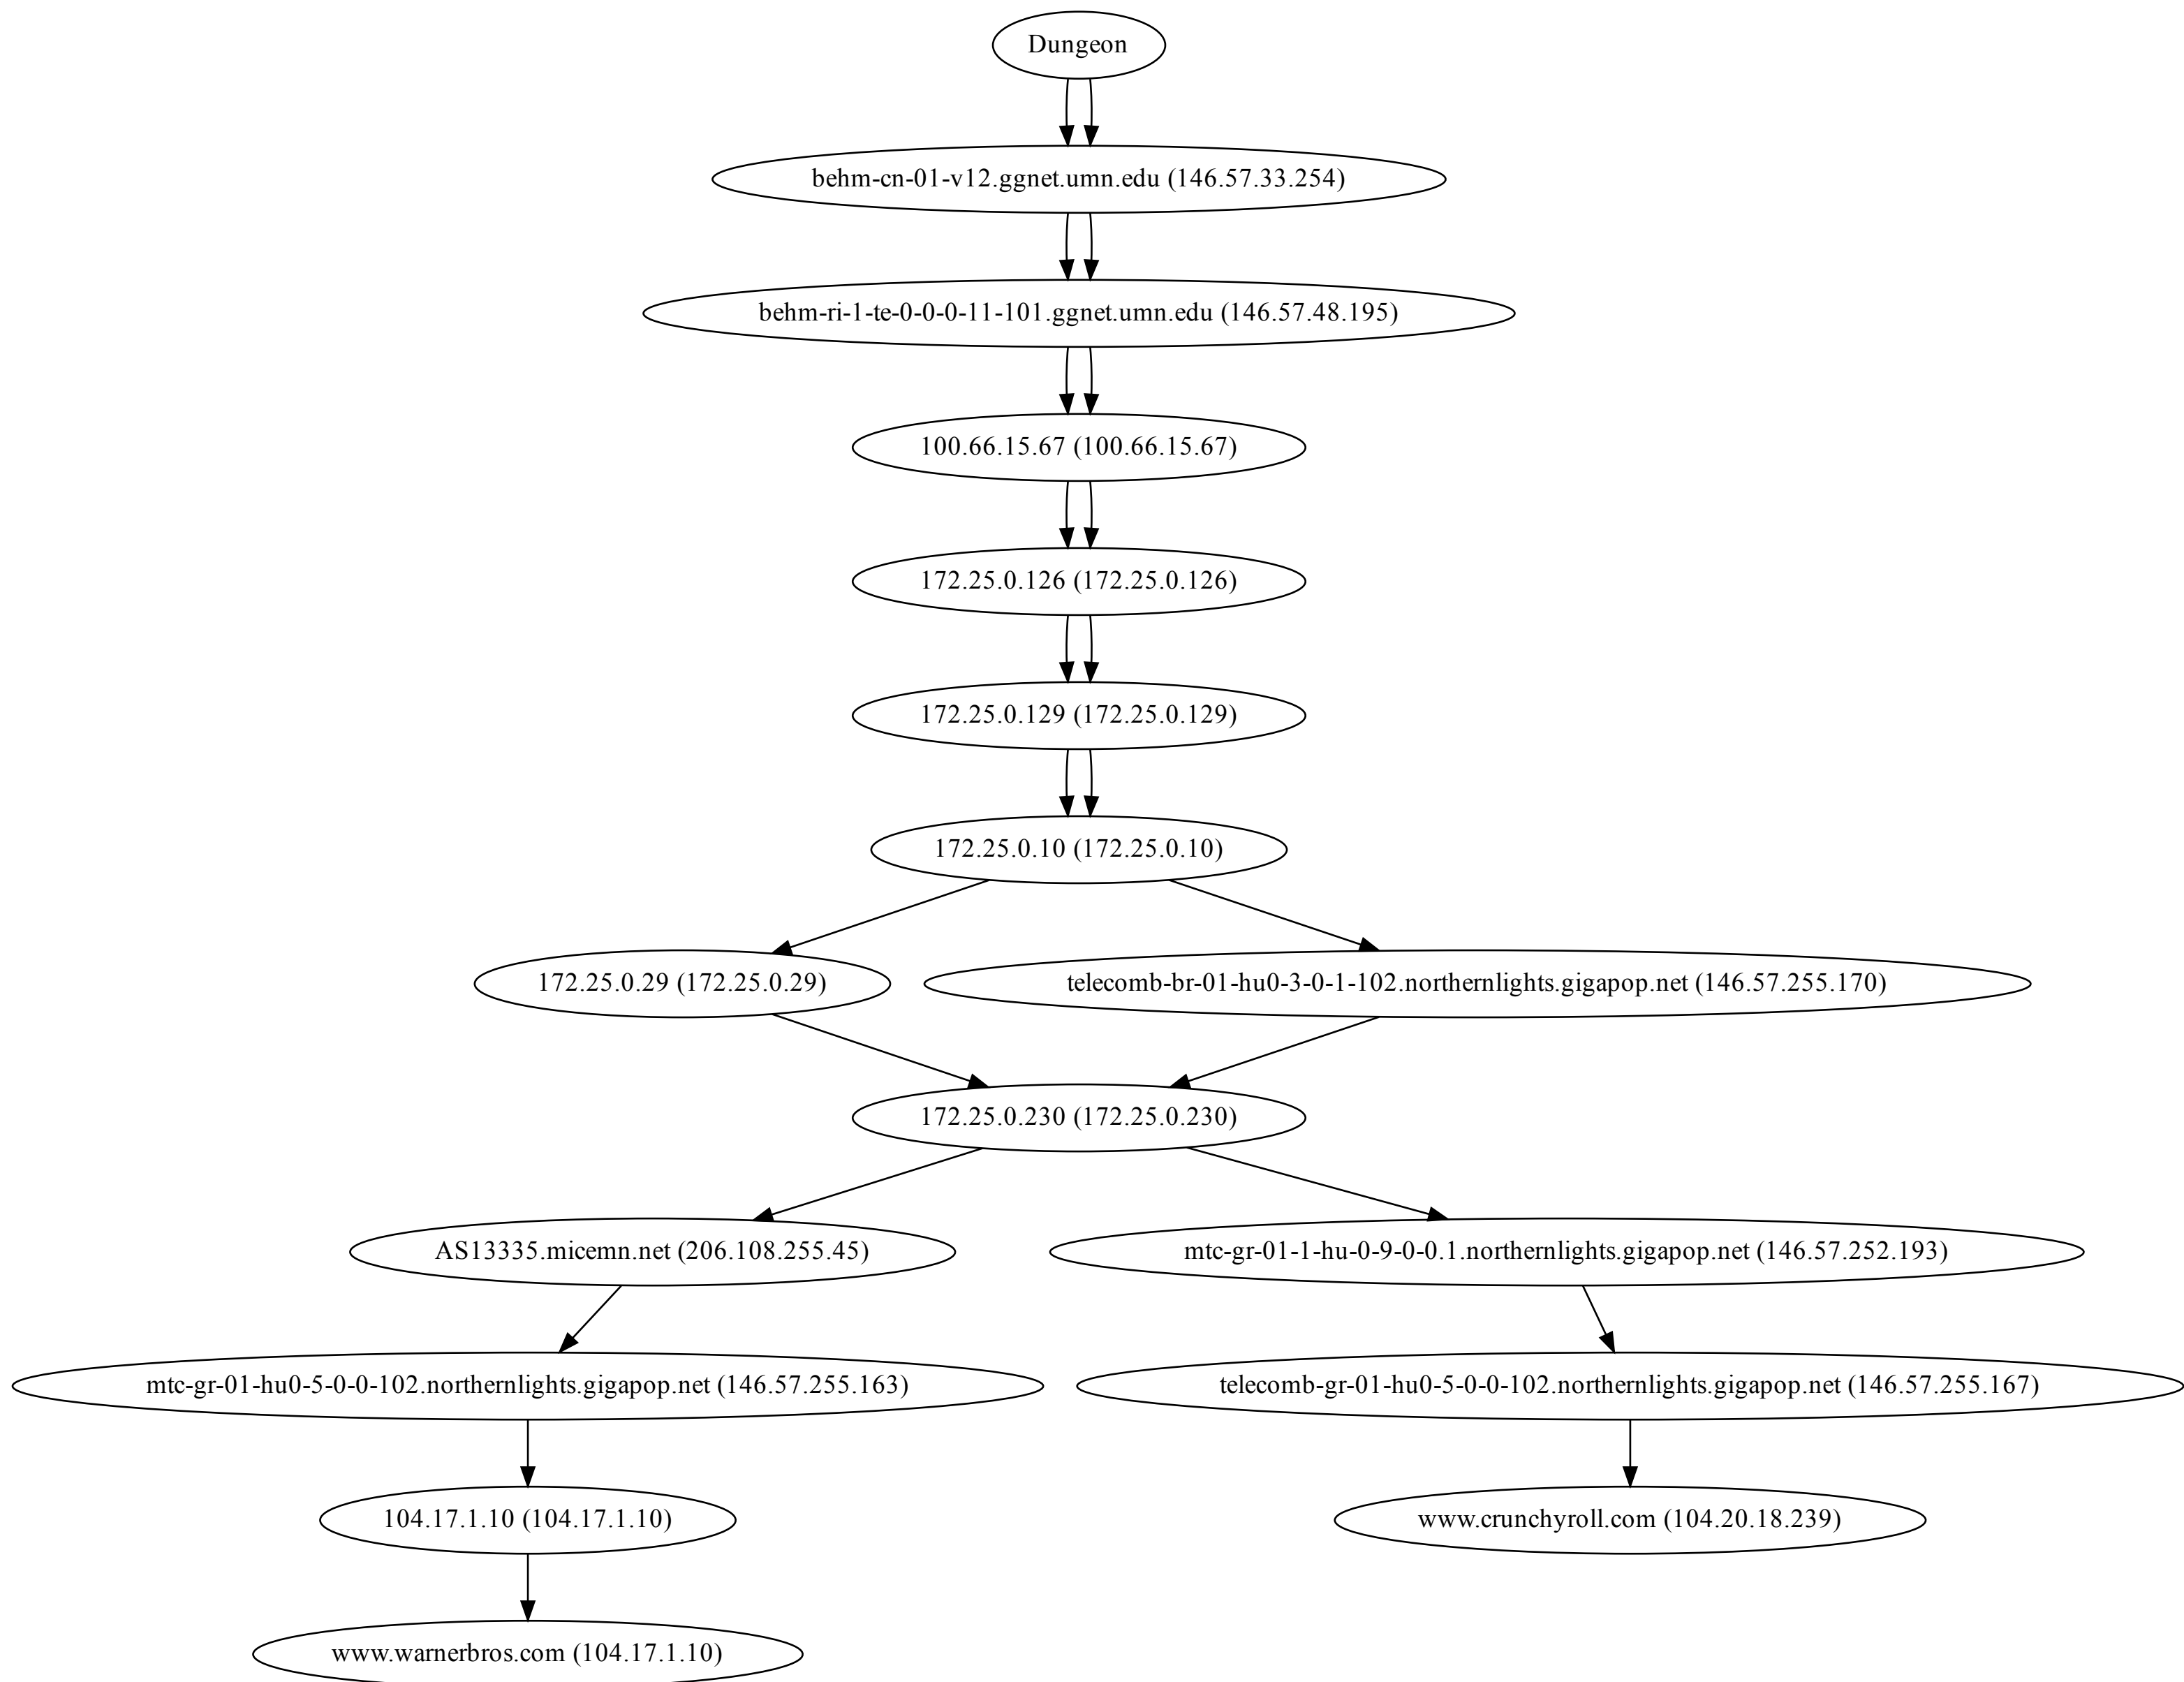 Dungeon
behm-cn-01-v12.ggnet.umn.edu (146.57.33.254)
behm-ri-1-te-0-0-0-11-101.ggnet.umn.edu (146.57.48.195)
100.66.15.67 (100.66.15.67)
172.25.0.126 (172.25.0.126)
172.25.0.129 (172.25.0.129)
172.25.0.10 (172.25.0.10)
172.25.0.29 (172.25.0.29)
telecomb-br-01-hu0-3-0-1-102.northernlights.gigapop.net (146.57.255.170)
172.25.0.230 (172.25.0.230)
AS13335.micemn.net (206.108.255.45)
mtc-gr-01-1-hu-0-9-0-0.1.northernlights.gigapop.net (146.57.252.193)
mtc-gr-01-hu0-5-0-0-102.northernlights.gigapop.net (146.57.255.163)
telecomb-gr-01-hu0-5-0-0-102.northernlights.gigapop.net (146.57.255.167)
104.17.1.10 (104.17.1.10)
www.crunchyroll.com (104.20.18.239)
www.warnerbros.com (104.17.1.10)